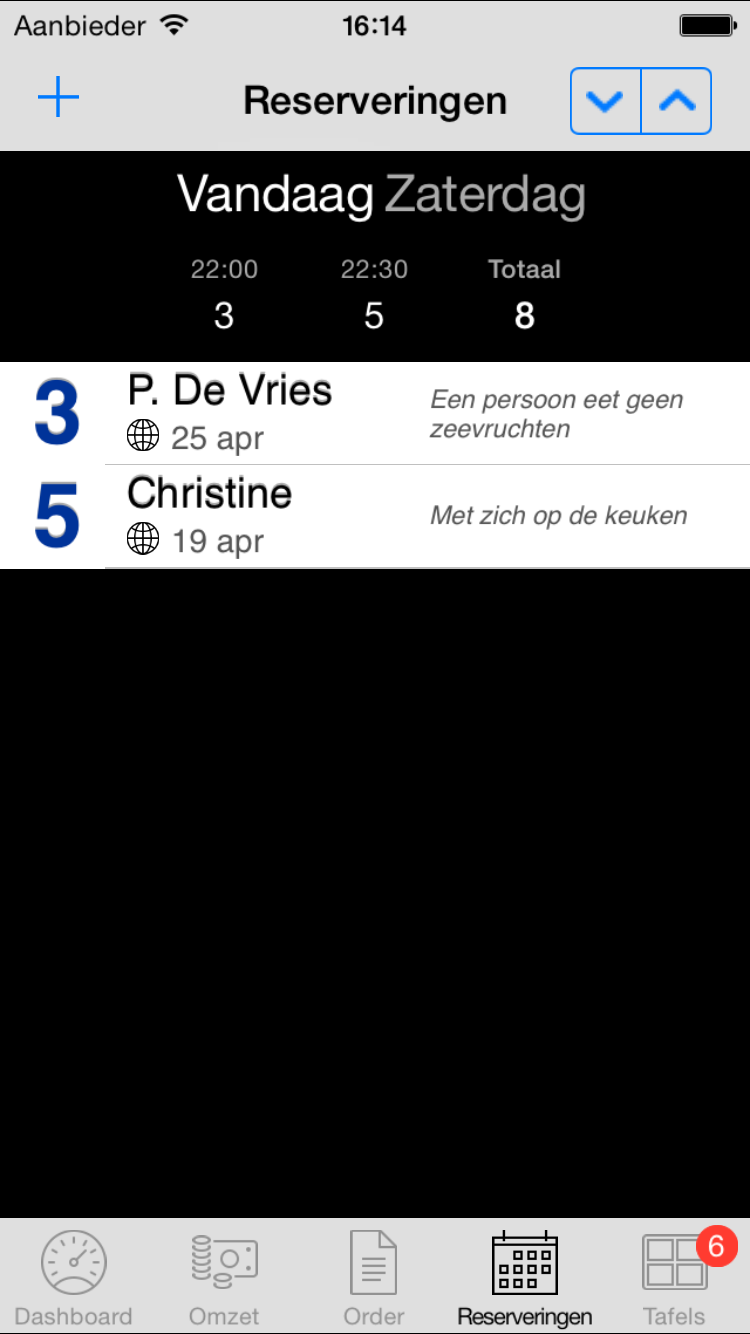 Aanbieder 16:14
Reserveringen
Vandaag Zaterdag
22:00 22:30 Totaal
3 5 8
3 P. De Vries
25 apr
Een persoon eet geen
zeevruchten
5 Christine
19 apr
Met zich op de keuken
6
Dashboard Omzet Order Reserveringen Tafels